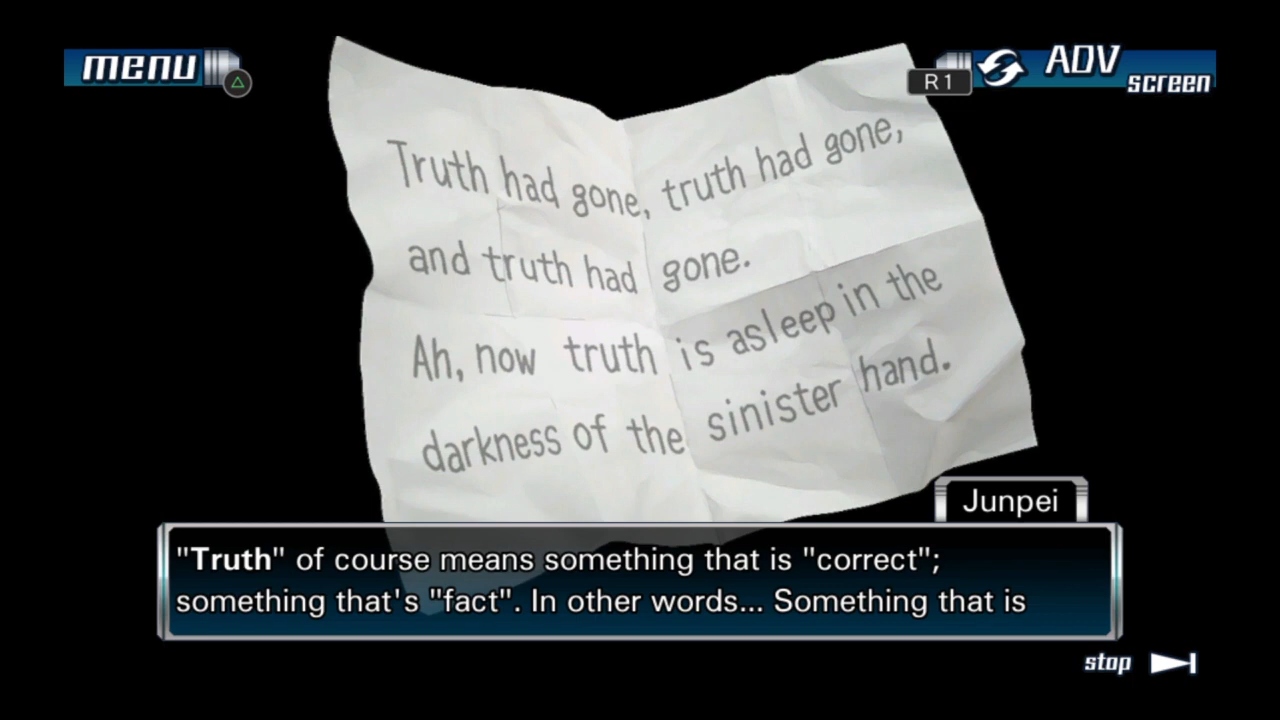 menu
R1
ADV
screen
Truth had gone, truth had gone,
and truth had gone.
Ah, now truth is asleep in the
darkness of the sinister hand.
Junpei
"Truth" of course means something that is "correct";
something that's "fact". In other words... Something that is
stop